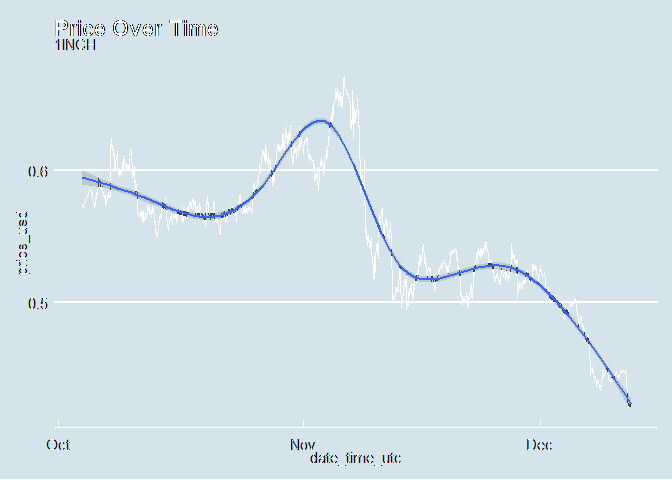 Price Over Time
1INCH
0.6
0.5
price_usd
Oct
Nov
Dec
date_time_utc